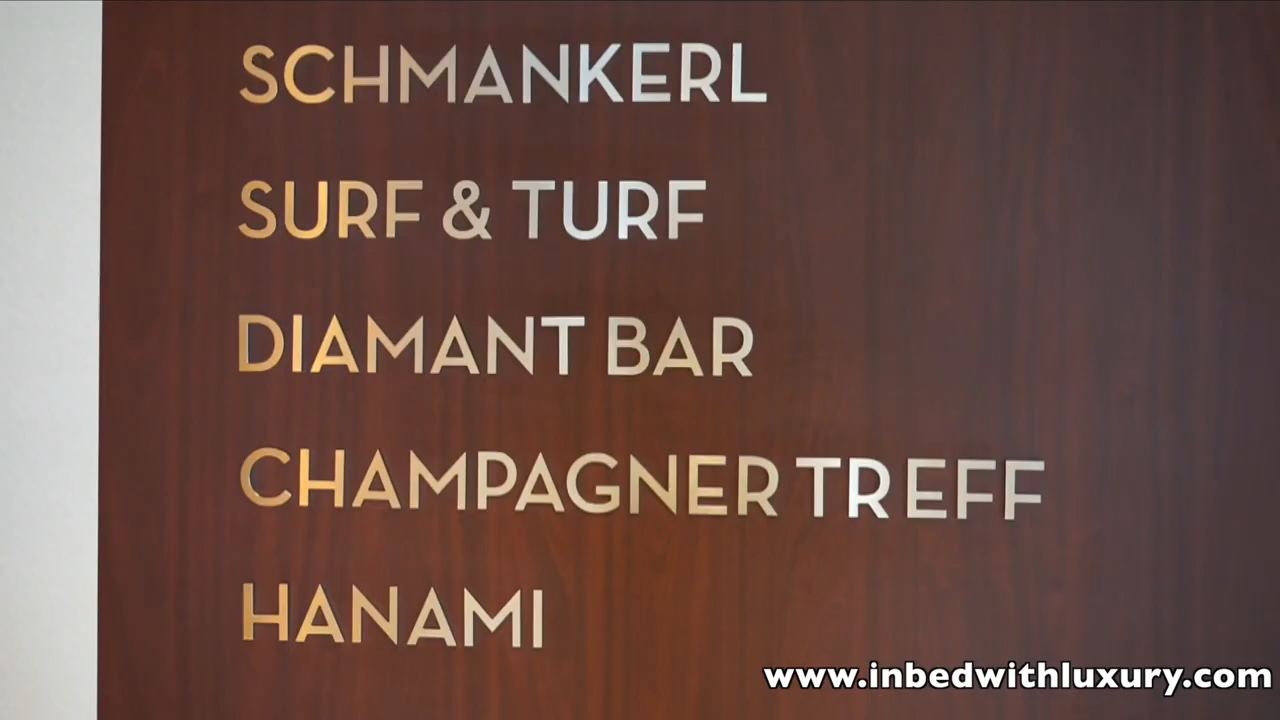 SCHMANKERL
SURF & TURF
DIAMANT BAR
CHAMPAGNER TREFF
HANAMI
www.inbedwithluxury.com